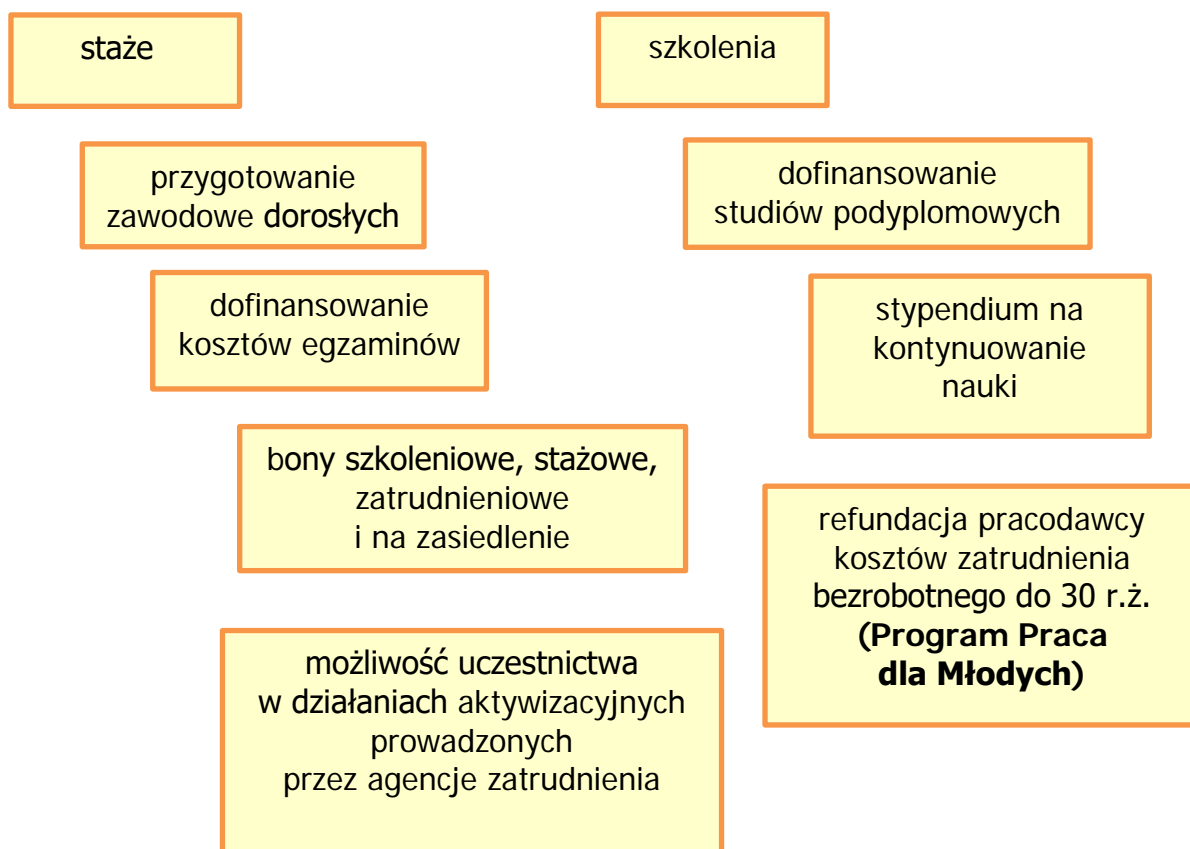 staże
szkolenia
przygotowanie
zawodowe dorosłych
dofinansowanie
studiów podyplomowych
dofinansowanie
kosztów egzaminów
stypendium na
kontynuowanie
nauki
bony szkoleniowe, stażowe,
zatrudnieniowe
i na zasiedlenie
refundacja pracodawcy
kosztów zatrudnienia
bezrobotnego do 30 r.ż.
(Program Praca
dla Młodych)
możliwość uczestnictwa
w działaniach aktywizacyjnych
prowadzonych
przez agencje zatrudnienia